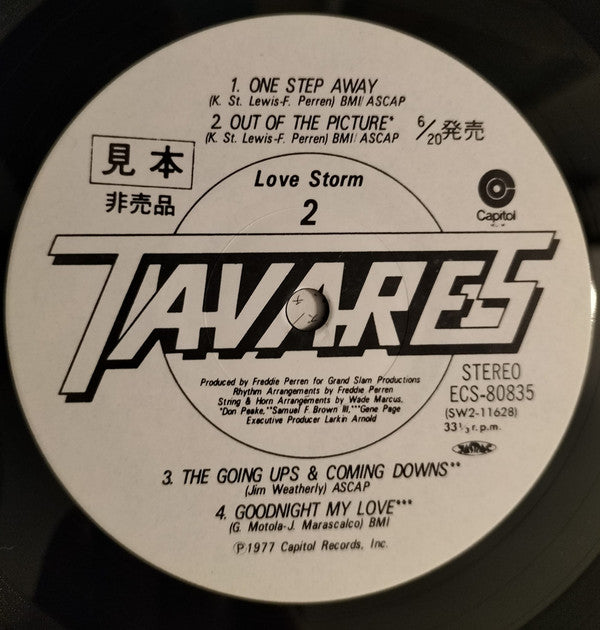 1. ONE STEP AWAY
(K. St. Lewis-F. Perren) BMI/ASCAP
2. OUT OF THE PICTURE*
(K. St. Lewis-F. Perren) BMI/ASCAP
6/20発売
見本
非売品
Love Storm
2
Capitol
TAVARES
Produced by Freddie Perren for Grand Slam Productions
Rhythm Arrangements by Freddie Perren
String & Horn Arrangements by Wade Marcus,
*Don Peake, **Samuel F. Brown III, ***Gene Page
Executive Producer Larkin Arnold
STEREO
ECS-80835
(SW2-11628)
33⅓ r.p.m.
3. THE GOING UPS & COMING DOWNS**
(Jim Weatherly) ASCAP
4. GOODNIGHT MY LOVE***
(G. Motola-J. Marascalco) BMI
Ⓟ1977 Capitol Records, Inc.